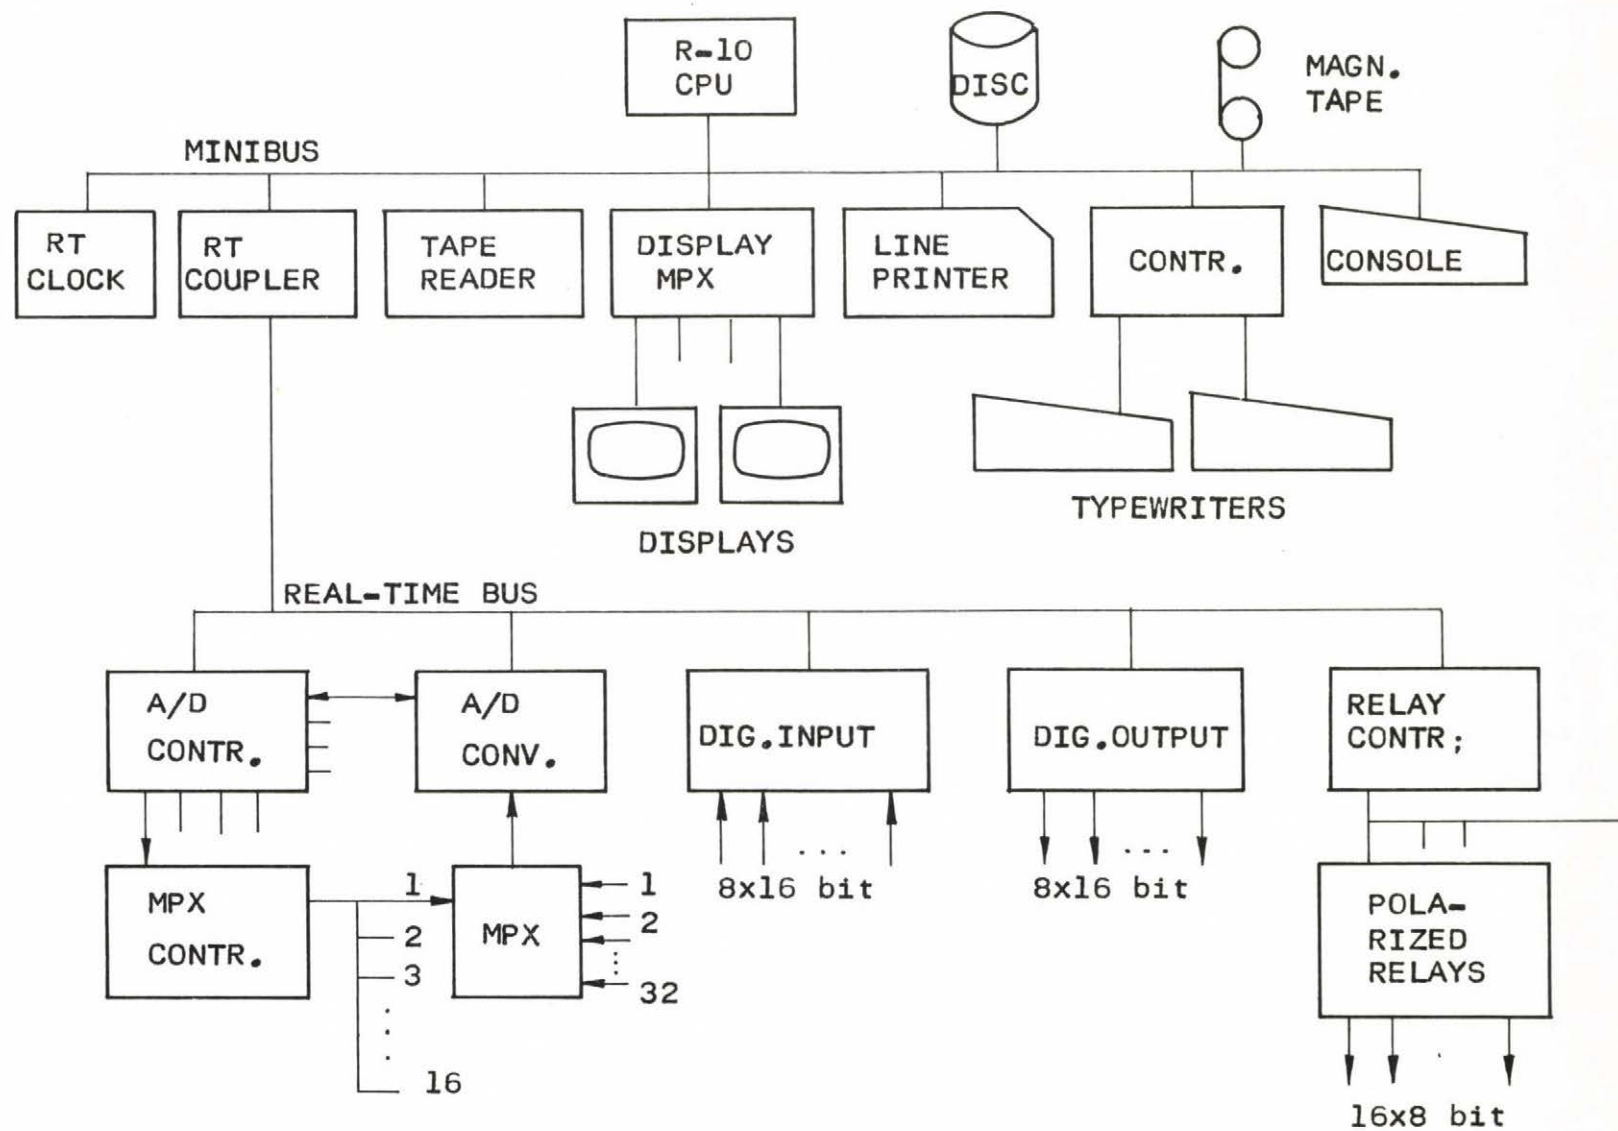 R-10
CPU
DISC
MAGN.
TAPE
MINIBUS
RT
CLOCK
RT
COUPLER
TAPE
READER
DISPLAY
MPX
LINE
PRINTER
CONTR.
CONSOLE
DISPLAYS
TYPEWRITERS
REAL-TIME BUS
A/D
CONTR.
A/D
CONV.
DIG.INPUT
DIG.OUTPUT
RELAY
CONTR;
8x16 bit
8x16 bit
MPX
CONTR.
1
2
3
16
MPX
1
2
32
POLA-
RIZED
RELAYS
16x8 bit